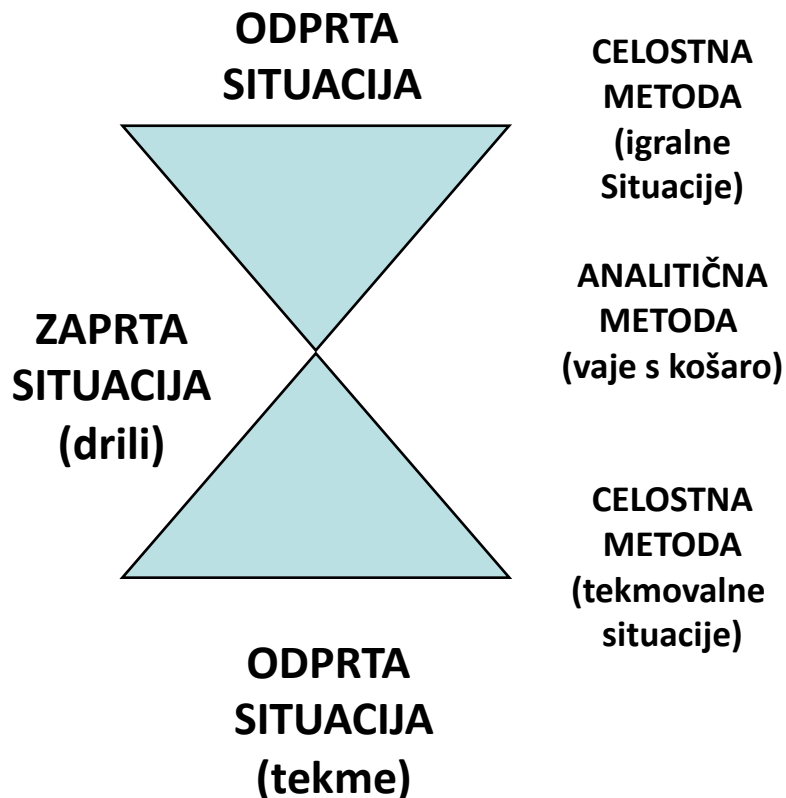 ODPRTA
SITUACIJA
CELOSTNA
METODA
(igralne
Situacije)
ZAPRTA
SITUACIJA
(drili)
ANALITIČNA
METODA
(vaje s košaro)
CELOSTNA
METODA
(tekmovalne
situacije)
ODPRTA
SITUACIJA
(tekme)